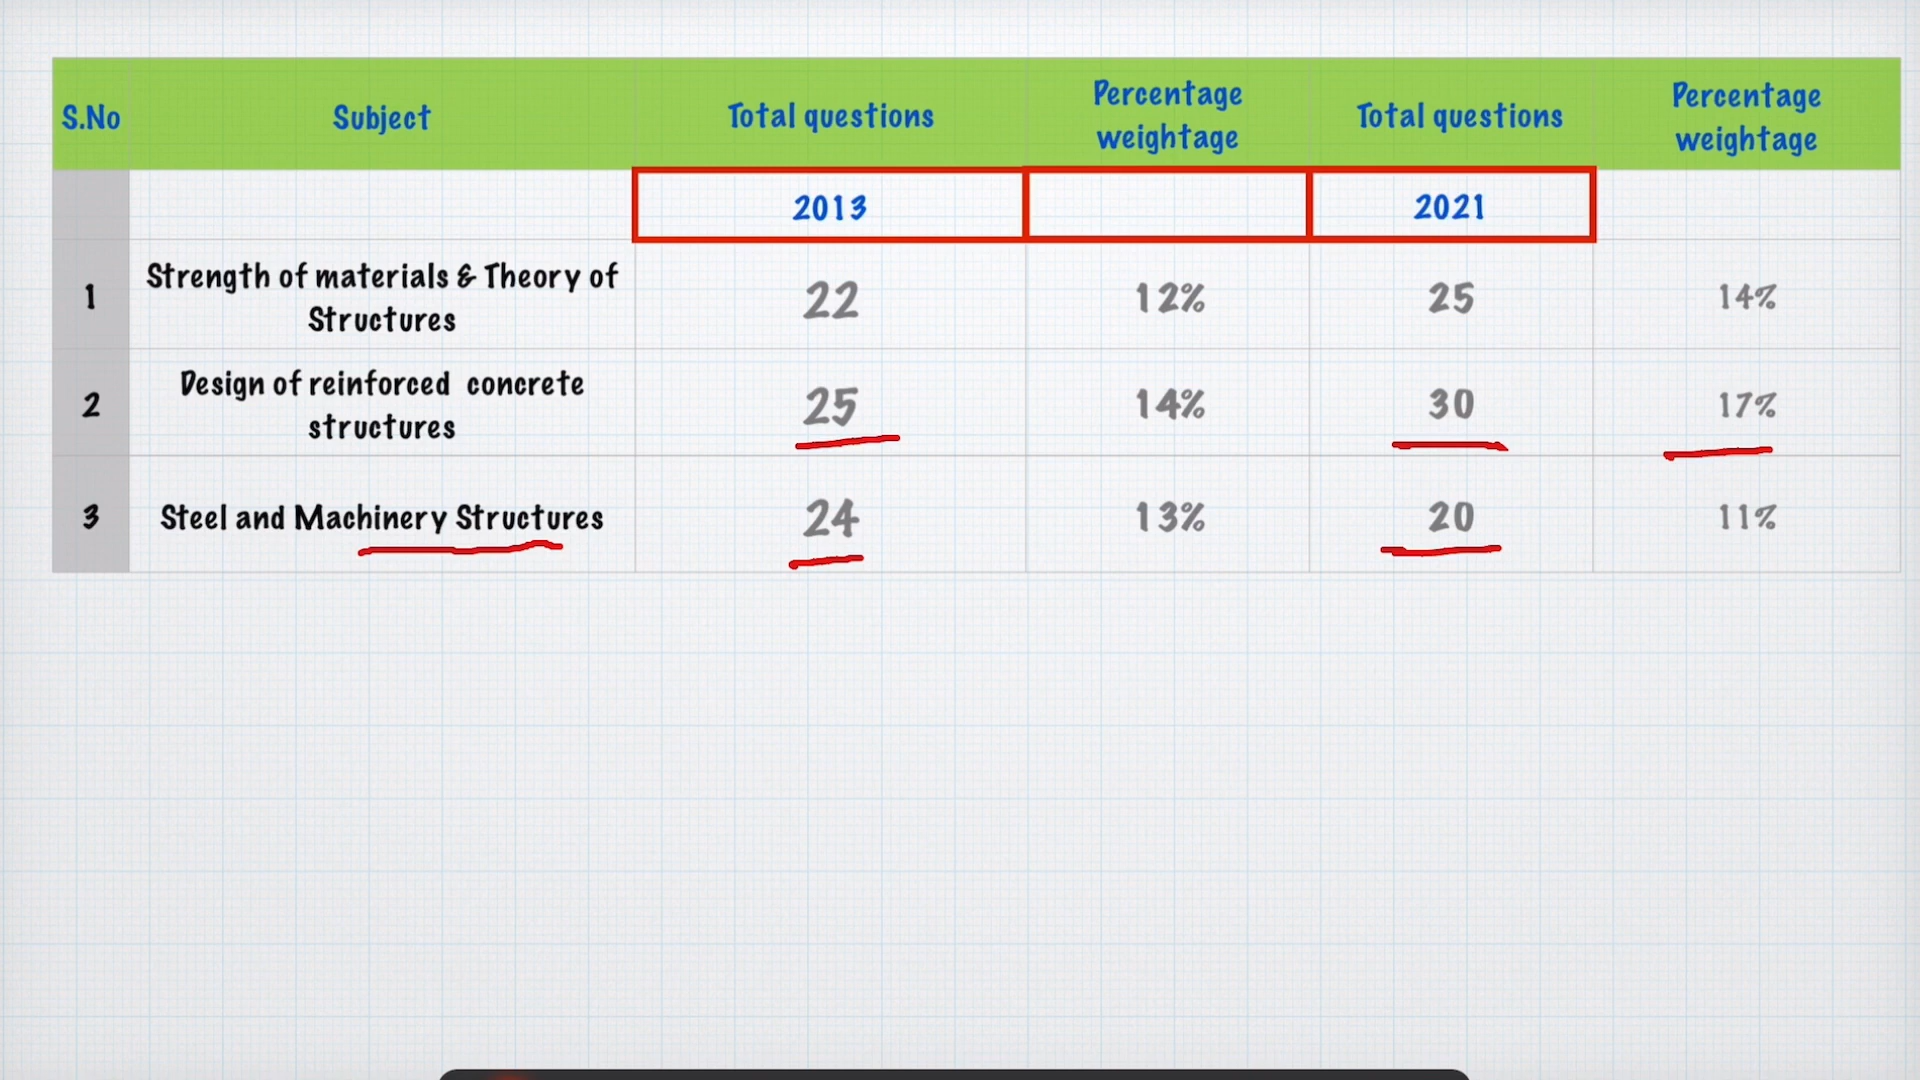 S.No Subject Total questions Percentage weightage Total questions Percentage weightage
2013 2021
1 Strength of materials & Theory of Structures 22 12% 25 14%
2 Design of reinforced concrete structures 25 14% 30 17%
3 Steel and Machinery Structures 24 13% 20 11%